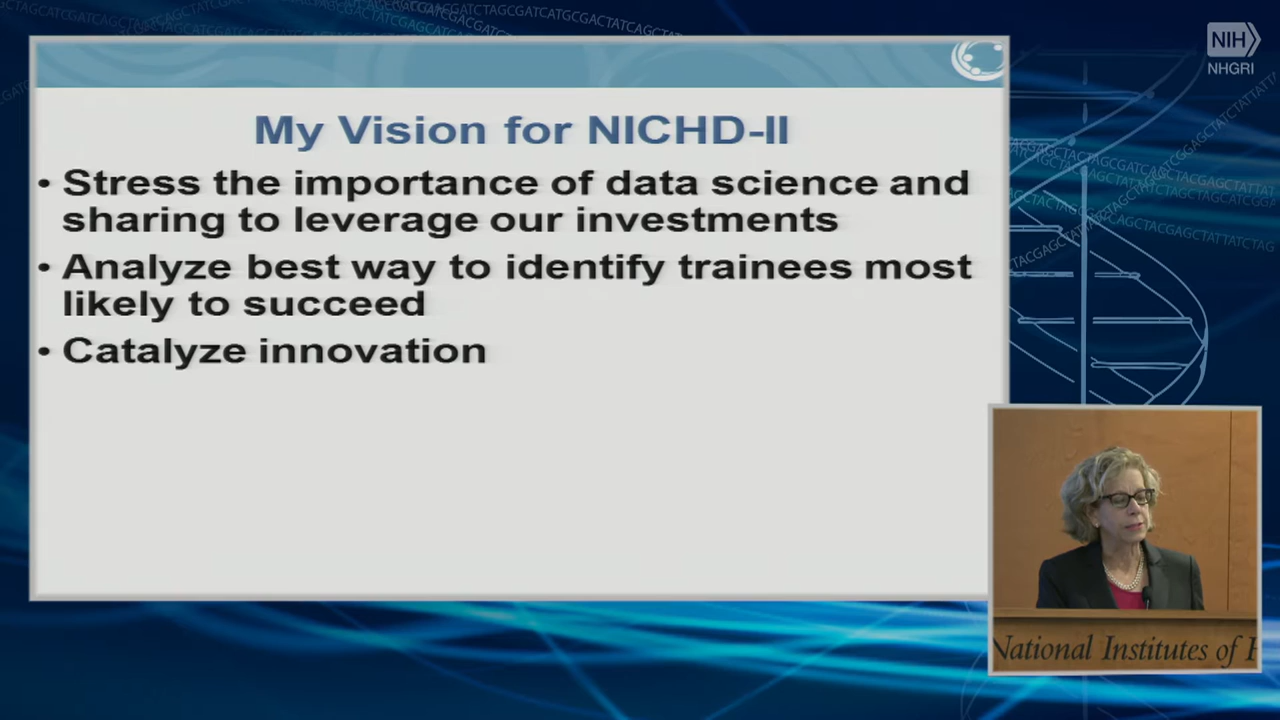 NIH
NHGRI
My Vision for NICHD-II
• Stress the importance of data science and
sharing to leverage our investments
• Analyze best way to identify trainees most
likely to succeed
• Catalyze innovation
National Institutes of